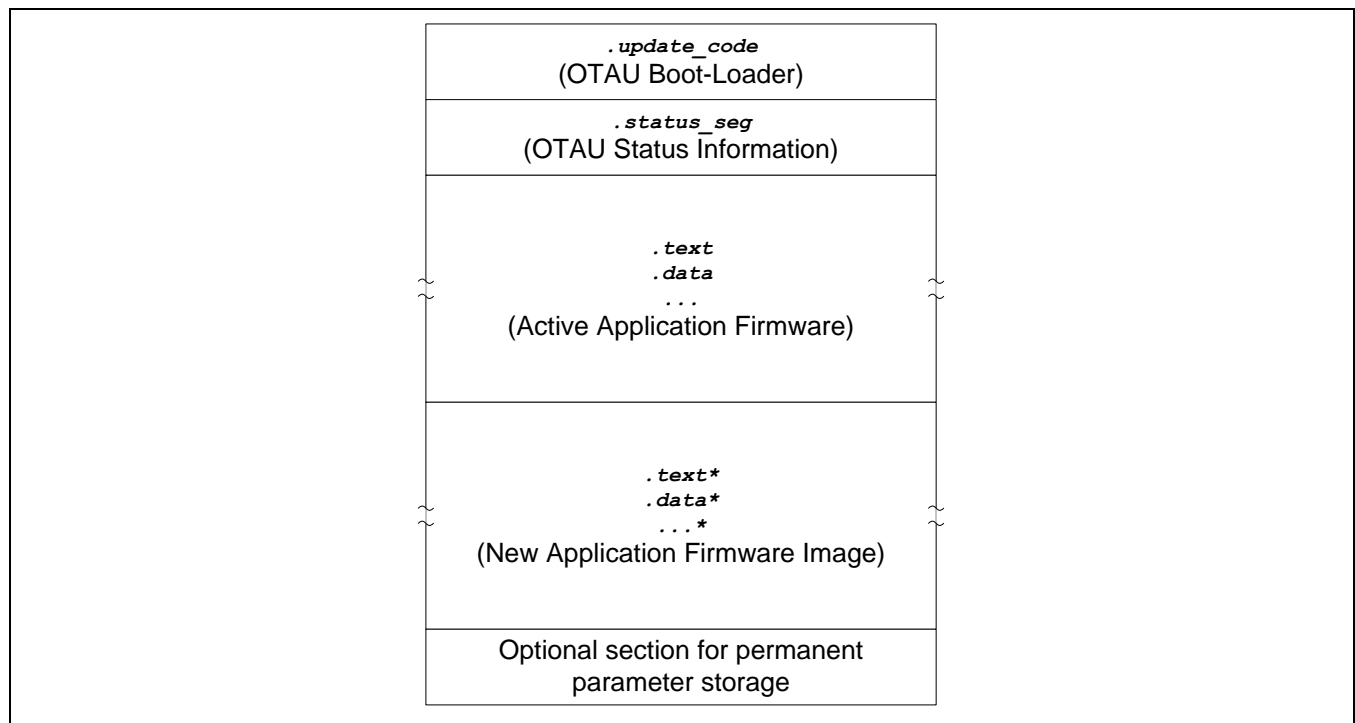 .update_code
(OTAU Boot-Loader)
.status_seg
(OTAU Status Information)
.text
.data
...
(Active Application Firmware)
.text*
.data*
...*
(New Application Firmware Image)
Optional section for permanent
parameter storage